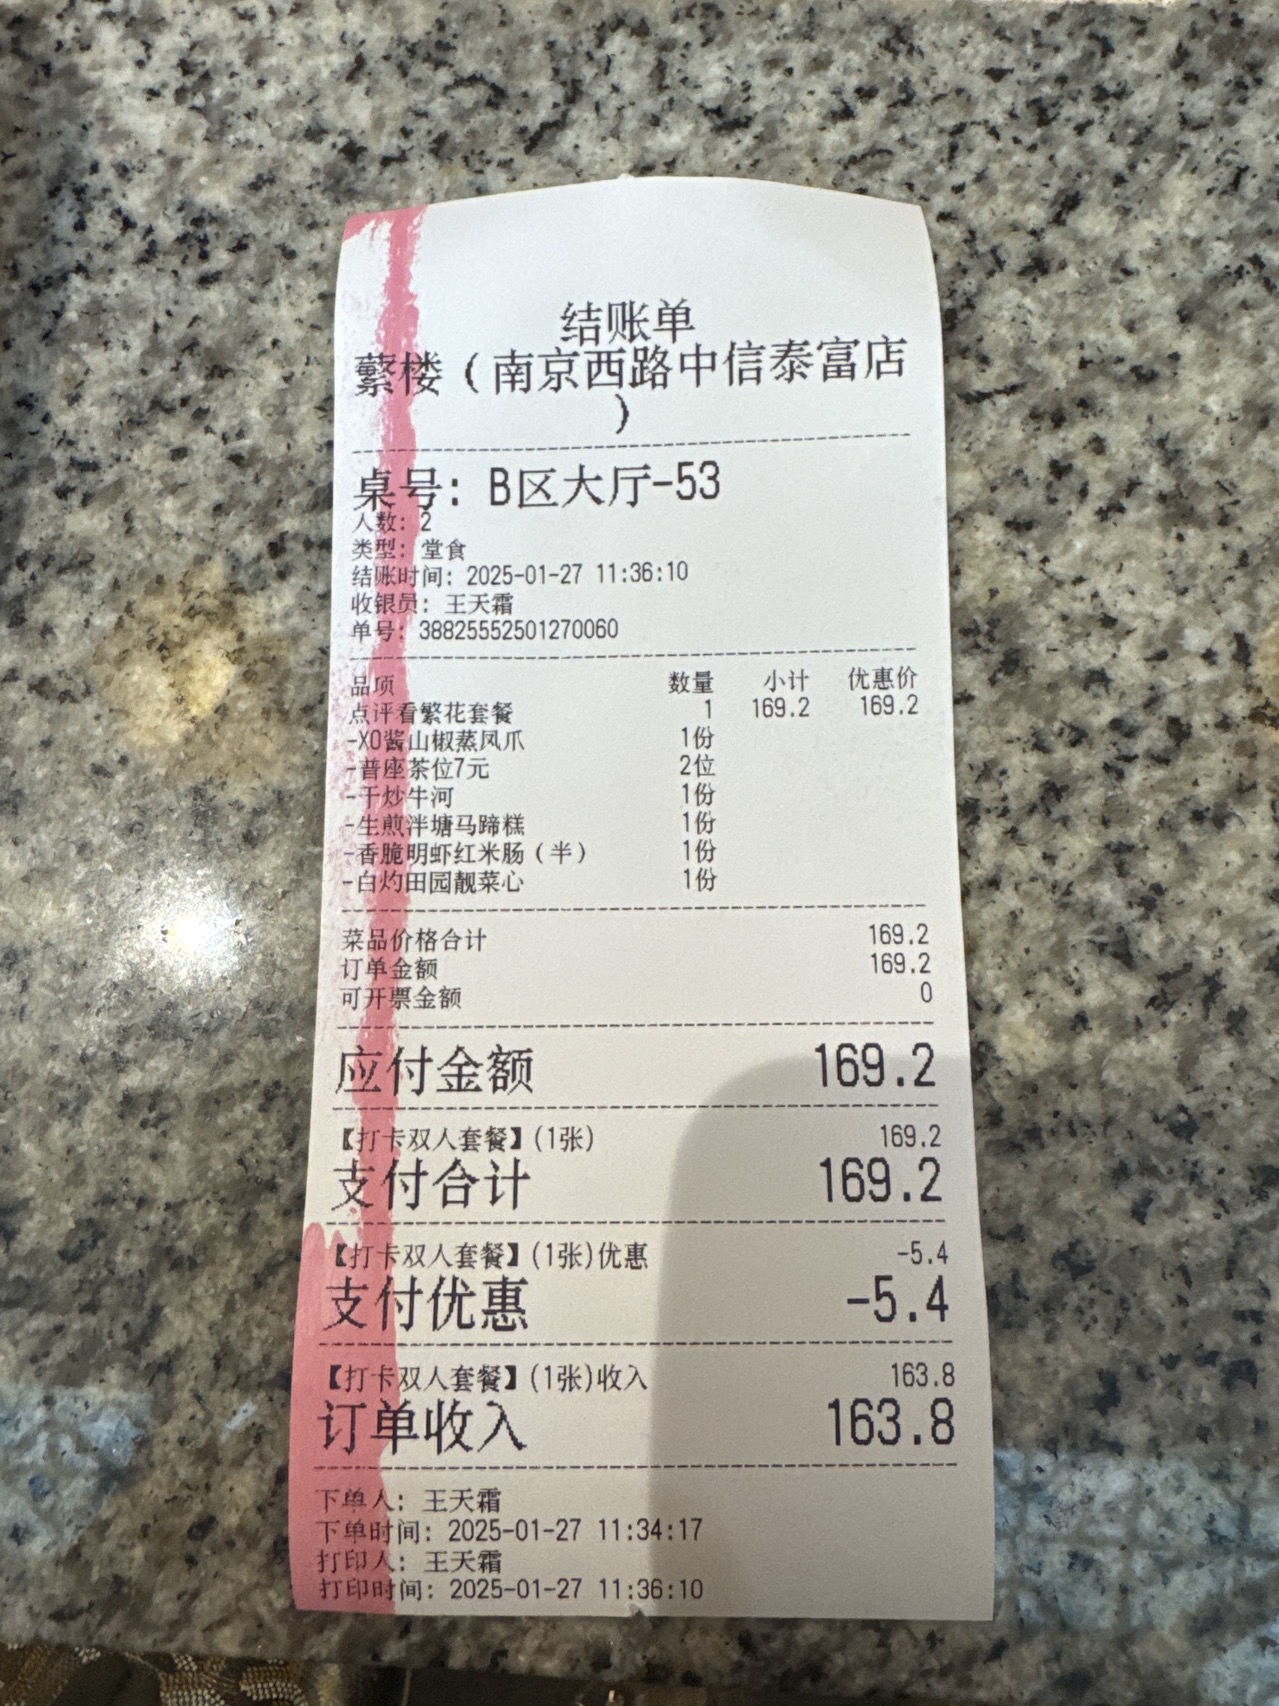 结账单
蘩楼（南京西路中信泰富店
）
桌号: B区大厅-53
人数: 2
类型: 堂食
结账时间: 2025-01-27 11:36:10
收银员: 王天霜
单号: 38825552501270060
品项 数量 小计 优惠价
点评看繁花套餐 1 169.2 169.2
-XO酱山椒蒸凤爪 1份
-普座茶位7元 2位
-干炒牛河 1份
-生煎泮塘马蹄糕 1份
-香脆明虾红米肠（半） 1份
-白灼田园靓菜心 1份
菜品价格合计 169.2
订单金额 169.2
可开票金额 0
应付金额 169.2
【打卡双人套餐】(1张) 169.2
支付合计 169.2
【打卡双人套餐】(1张)优惠 -5.4
支付优惠 -5.4
【打卡双人套餐】(1张)收入 163.8
订单收入 163.8
下单人: 王天霜
下单时间: 2025-01-27 11:34:17
打印人: 王天霜
打印时间: 2025-01-27 11:36:10